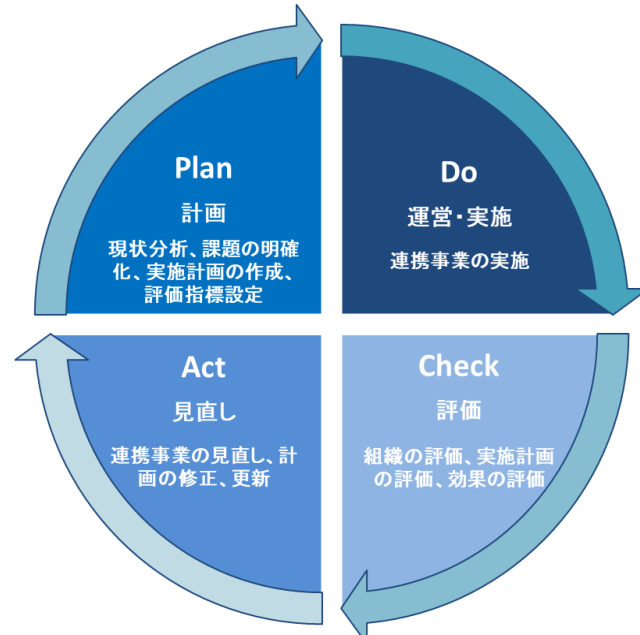 Plan
計画
現状分析、課題の明確
化、実施計画の作成、
評価指標設定
Do
運営・実施
連携事業の実施
Act
見直し
連携事業の見直し、計
画の修正、更新
Check
評価
組織の評価、実施計画
の評価、効果の評価